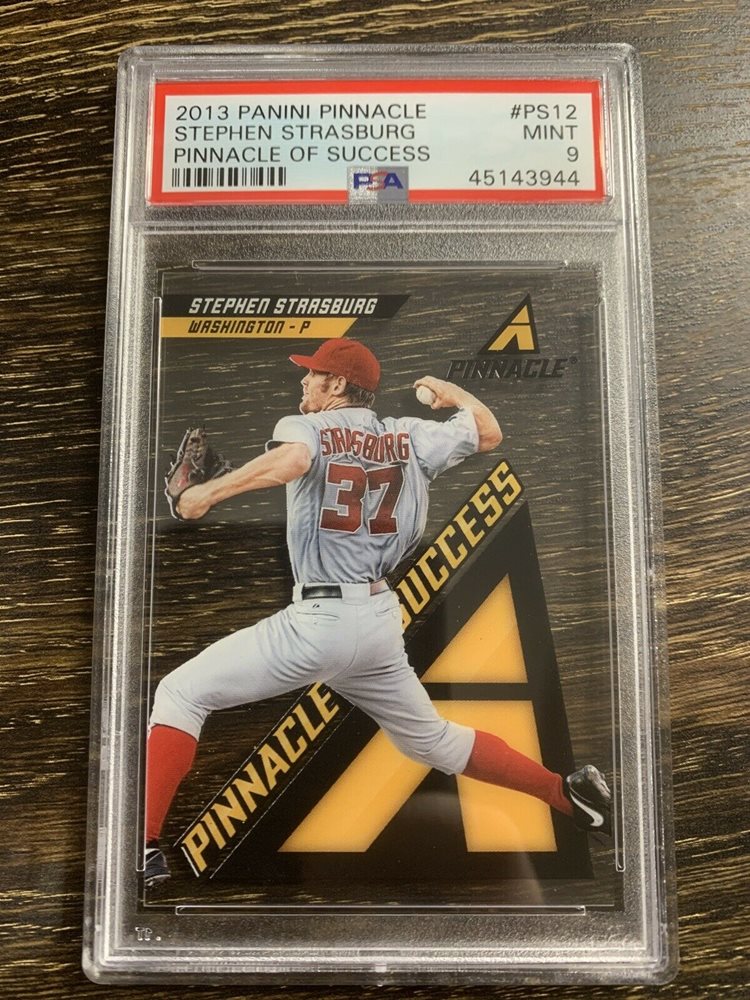 2013 PANINI PINNACLE #PS12
STEPHEN STRASBURG MINT
PINNACLE OF SUCCESS 9
PSA 45143944
STEPHEN STRASBURG
WASHINGTON - P
PINNACLE®
STRASBURG
37
PINNACLE
SUCCESS